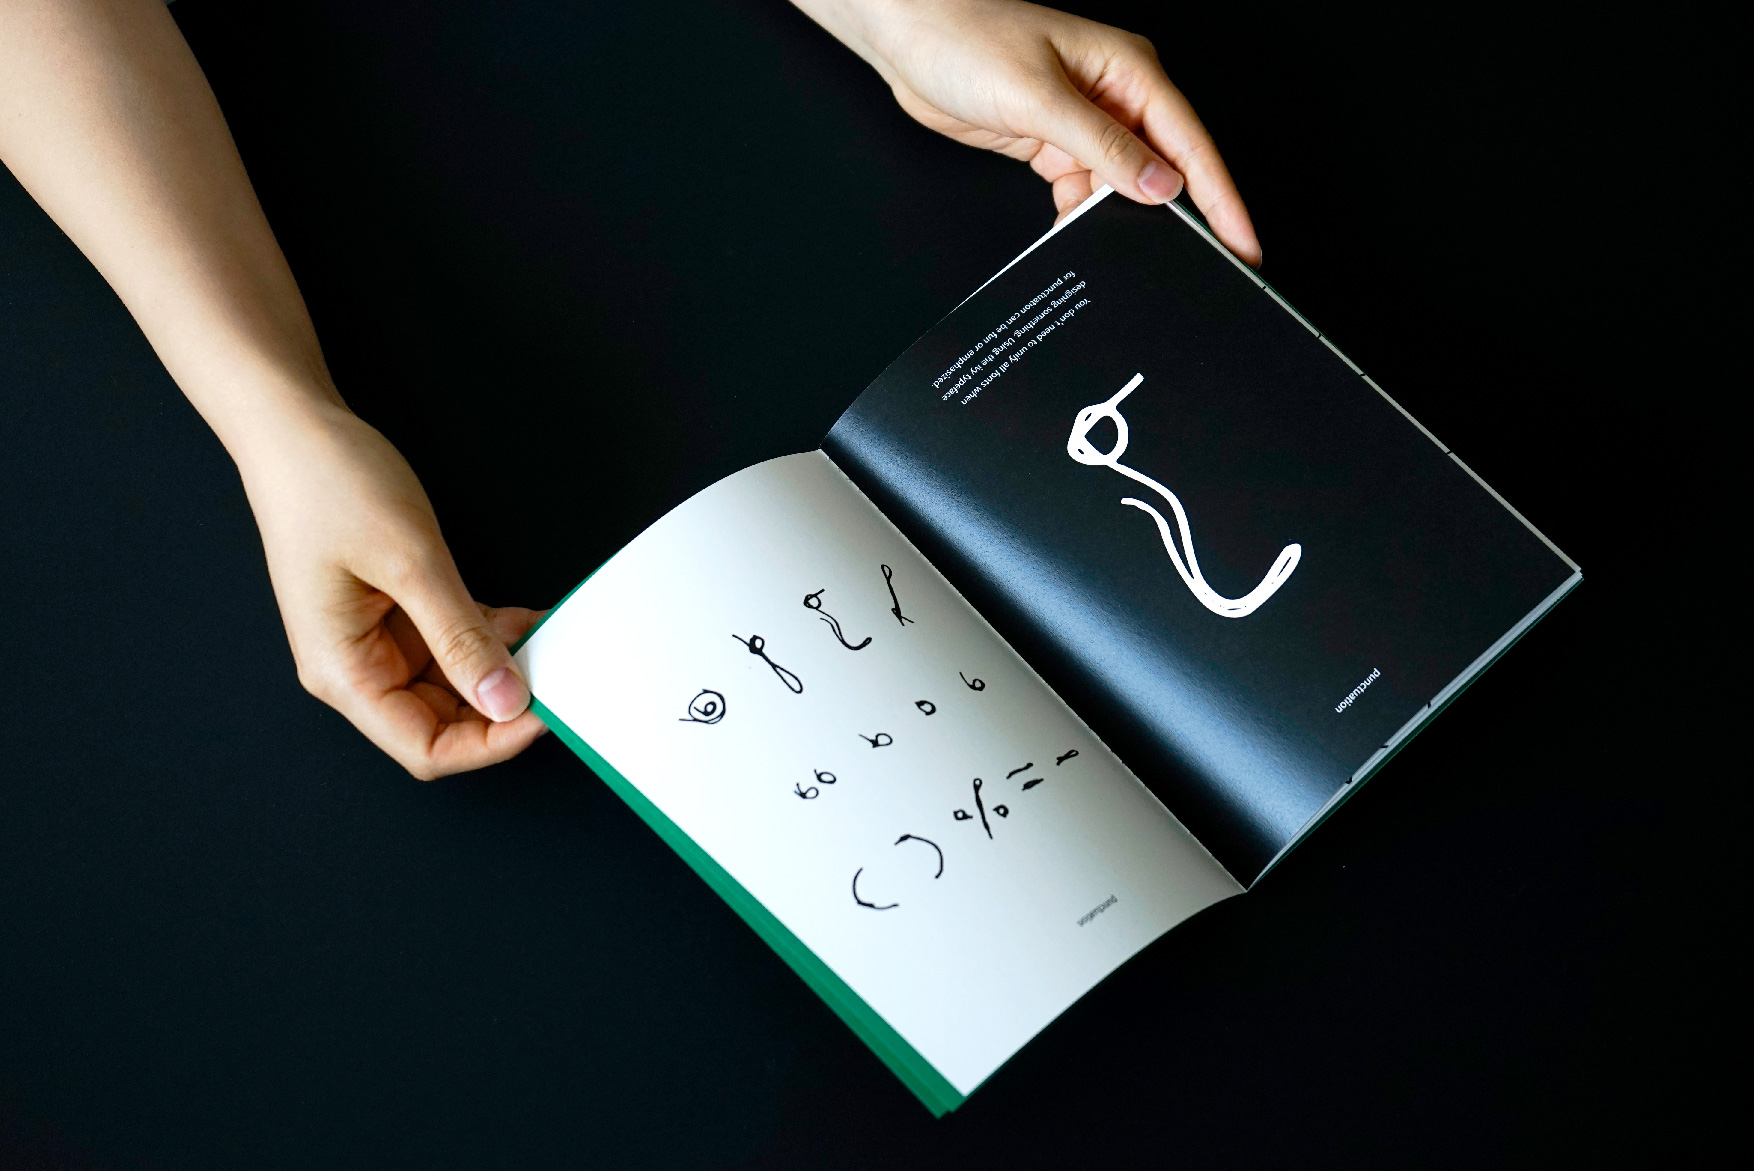 punctuation
You don't need to unify all fonts when
designing something. Using the ivy typeface
for punctuation can be fun or emphasized.
?
punctuation
- = % ( )
! ? & @